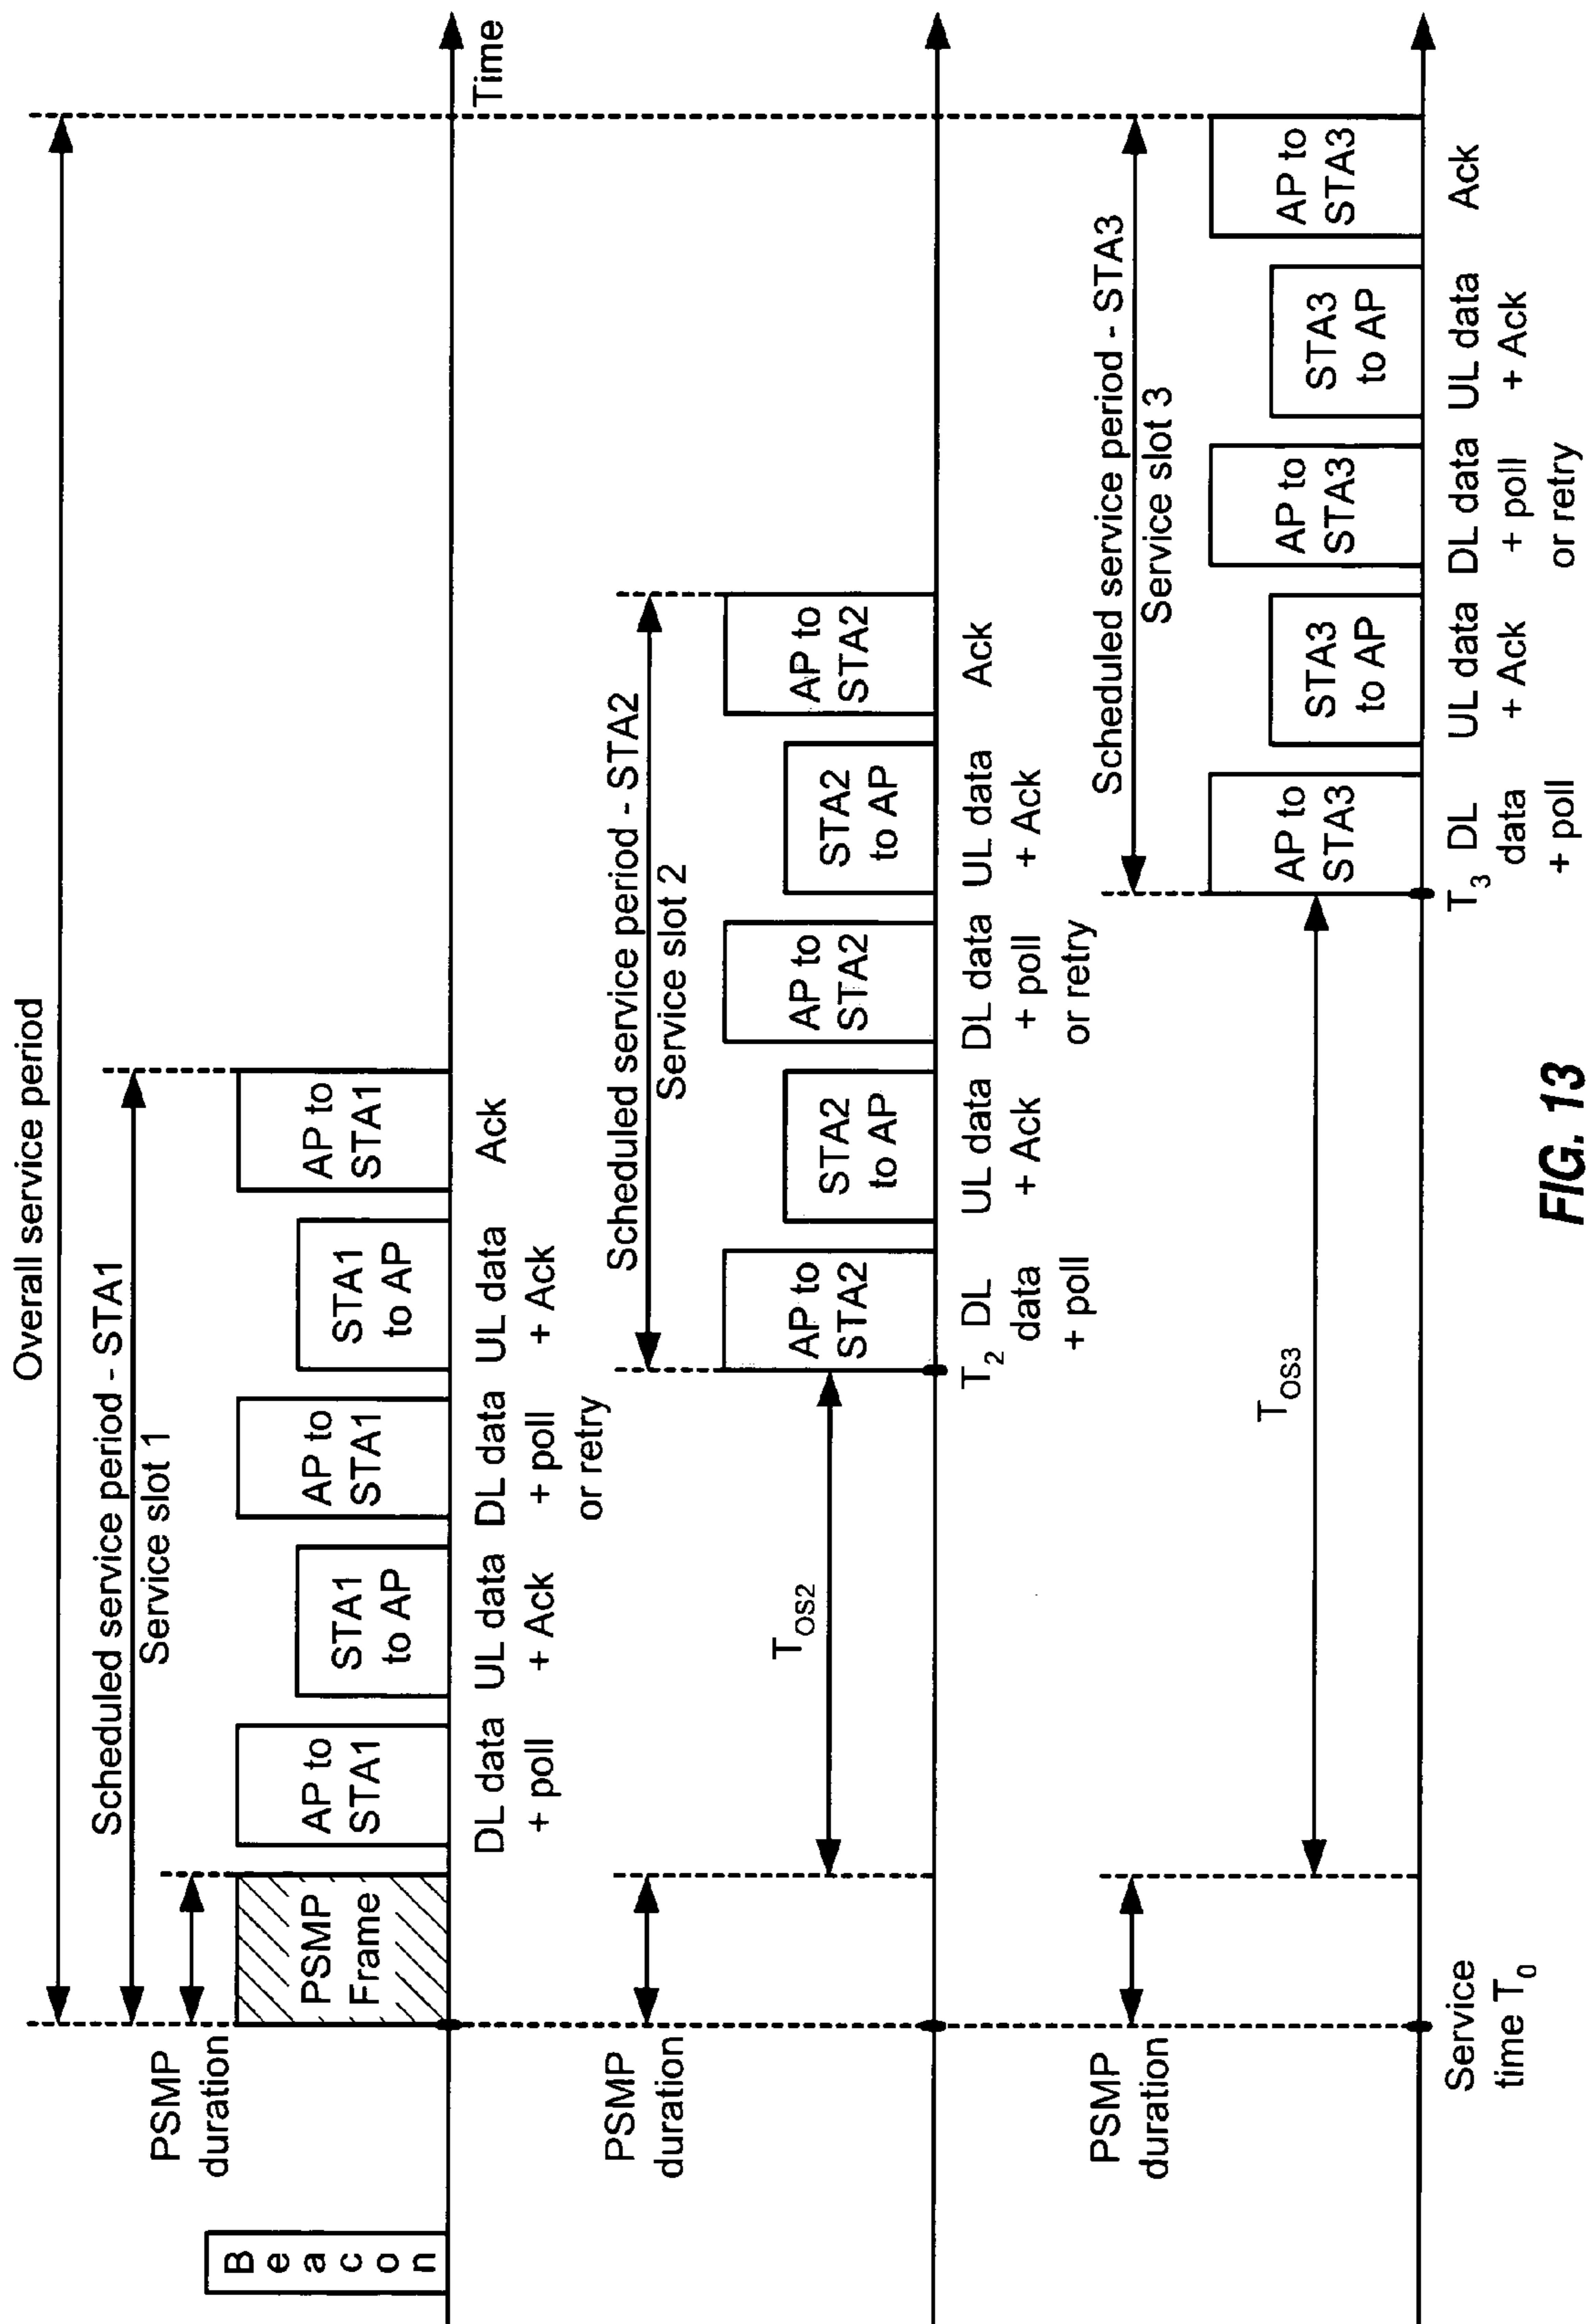 Overall service period
Scheduled service period - STA1
Service slot 1
PSMP
duration
B
e
a
c
o
n
PSMP
Frame
AP to
STA1
STA1
to AP
AP to
STA1
STA1
to AP
AP to
STA1
Time
DL data
+ poll
UL data
+ Ack
DL data
+ poll
or retry
UL data
+ Ack
Ack
Scheduled service period - STA2
Service slot 2
PSMP
duration
TOS2
AP to
STA2
STA2
to AP
AP to
STA2
STA2
to AP
AP to
STA2
T2
DL
data
+ poll
UL data
+ Ack
DL data
+ poll
or retry
UL data
+ Ack
Ack
Scheduled service period - STA3
Service slot 3
PSMP
duration
TOS3
AP to
STA3
STA3
to AP
AP to
STA3
STA3
to AP
AP to
STA3
Service
time T0
T3
DL
data
+ poll
UL data
+ Ack
DL data
+ poll
or retry
UL data
+ Ack
Ack
FIG. 13